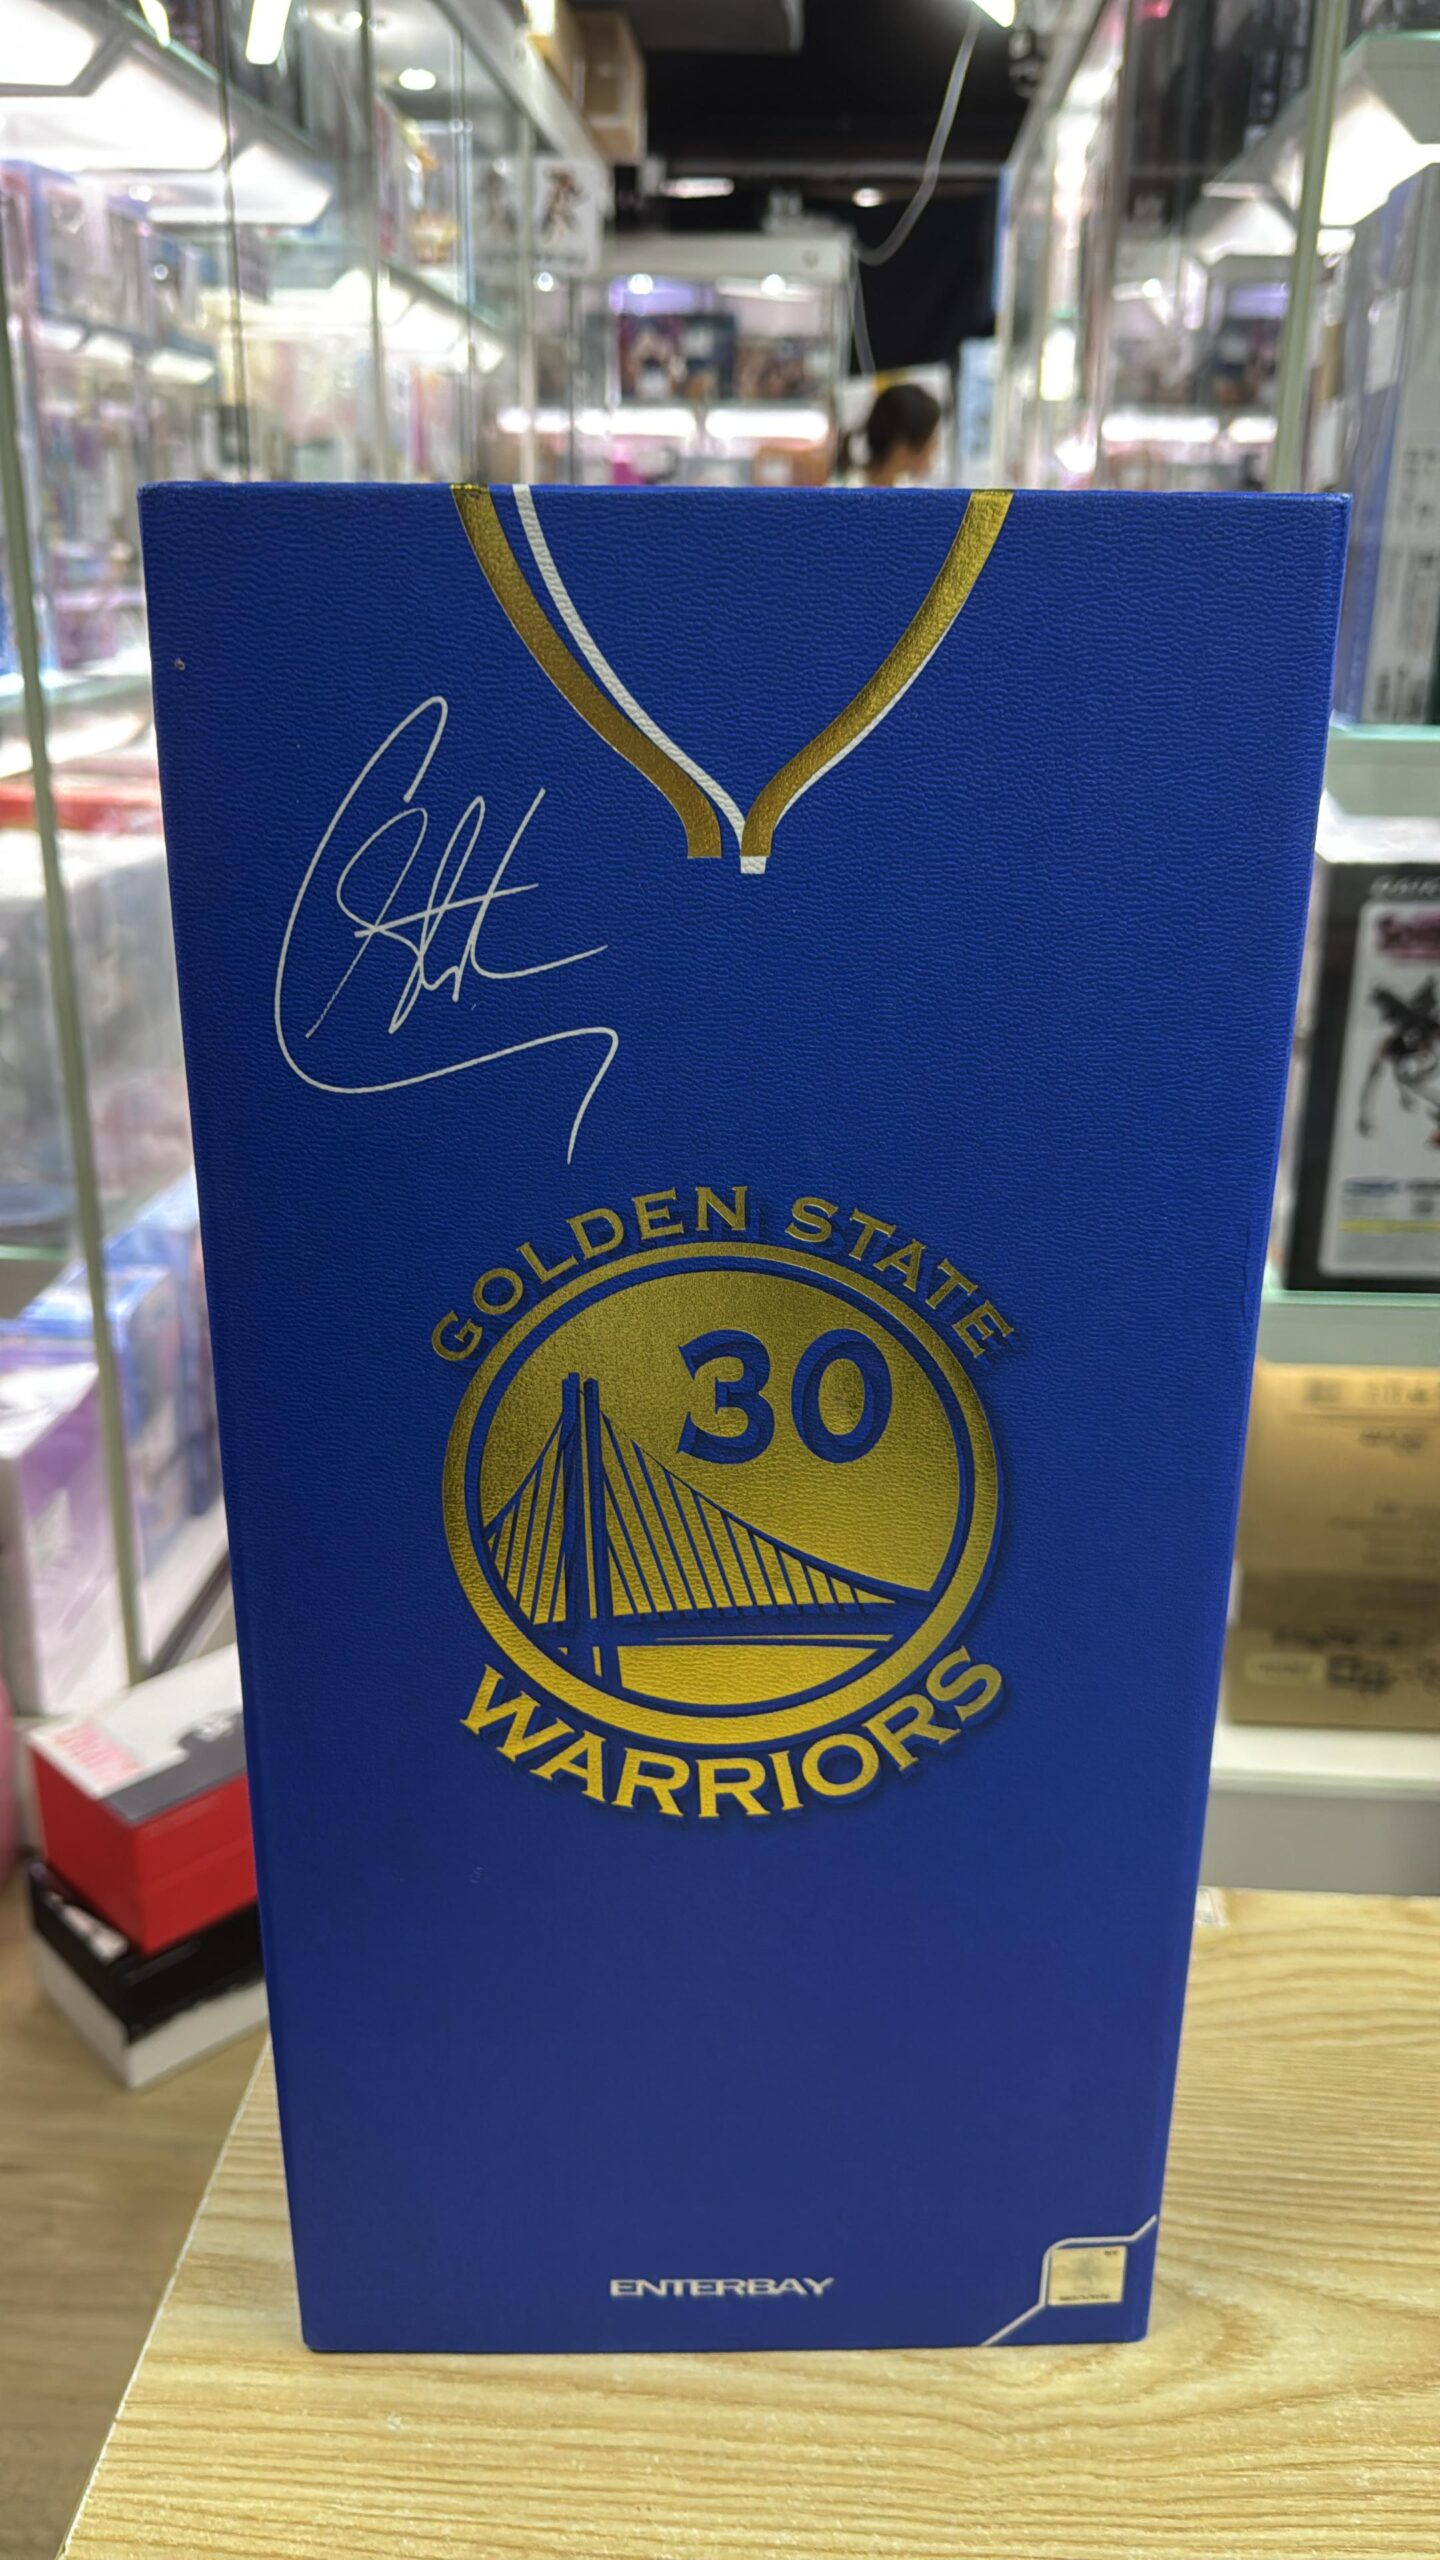 GOLDEN STATE
30
WARRIORS
ENTERBAY